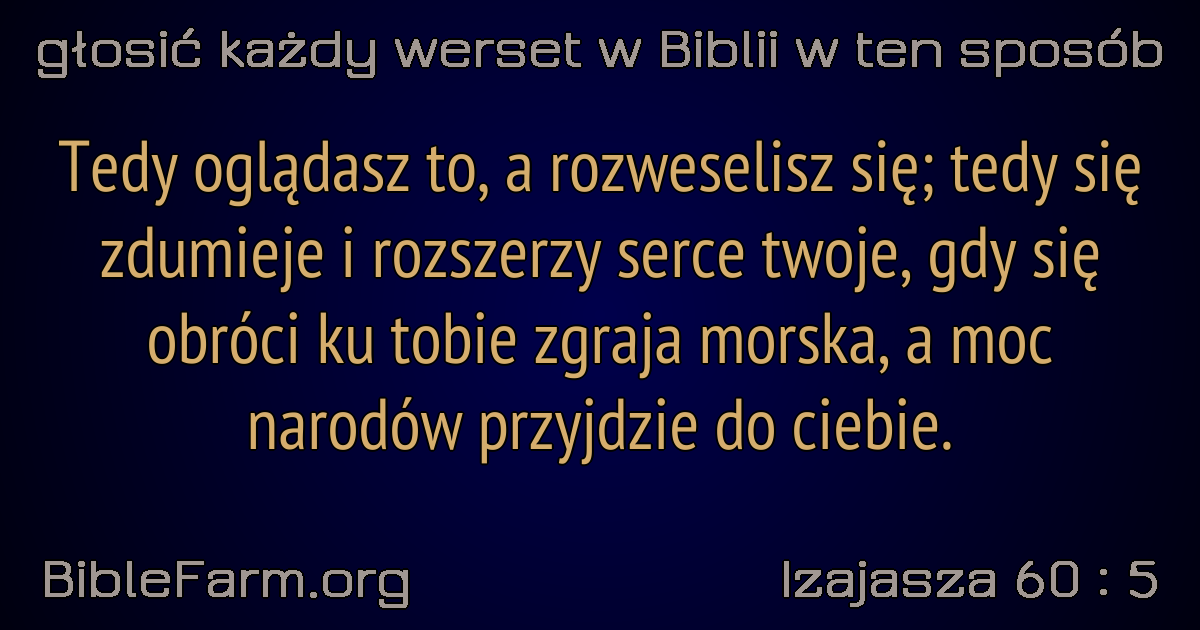 głosić każdy werset w Biblii w ten sposób
Tedy oglądasz to, a rozweselisz się; tedy się
zdumieje i rozszerzy serce twoje, gdy się
obróci ku tobie zgraja morska, a moc
narodów przyjdzie do ciebie.
BibleFarm.org
Izajasza 60 : 5